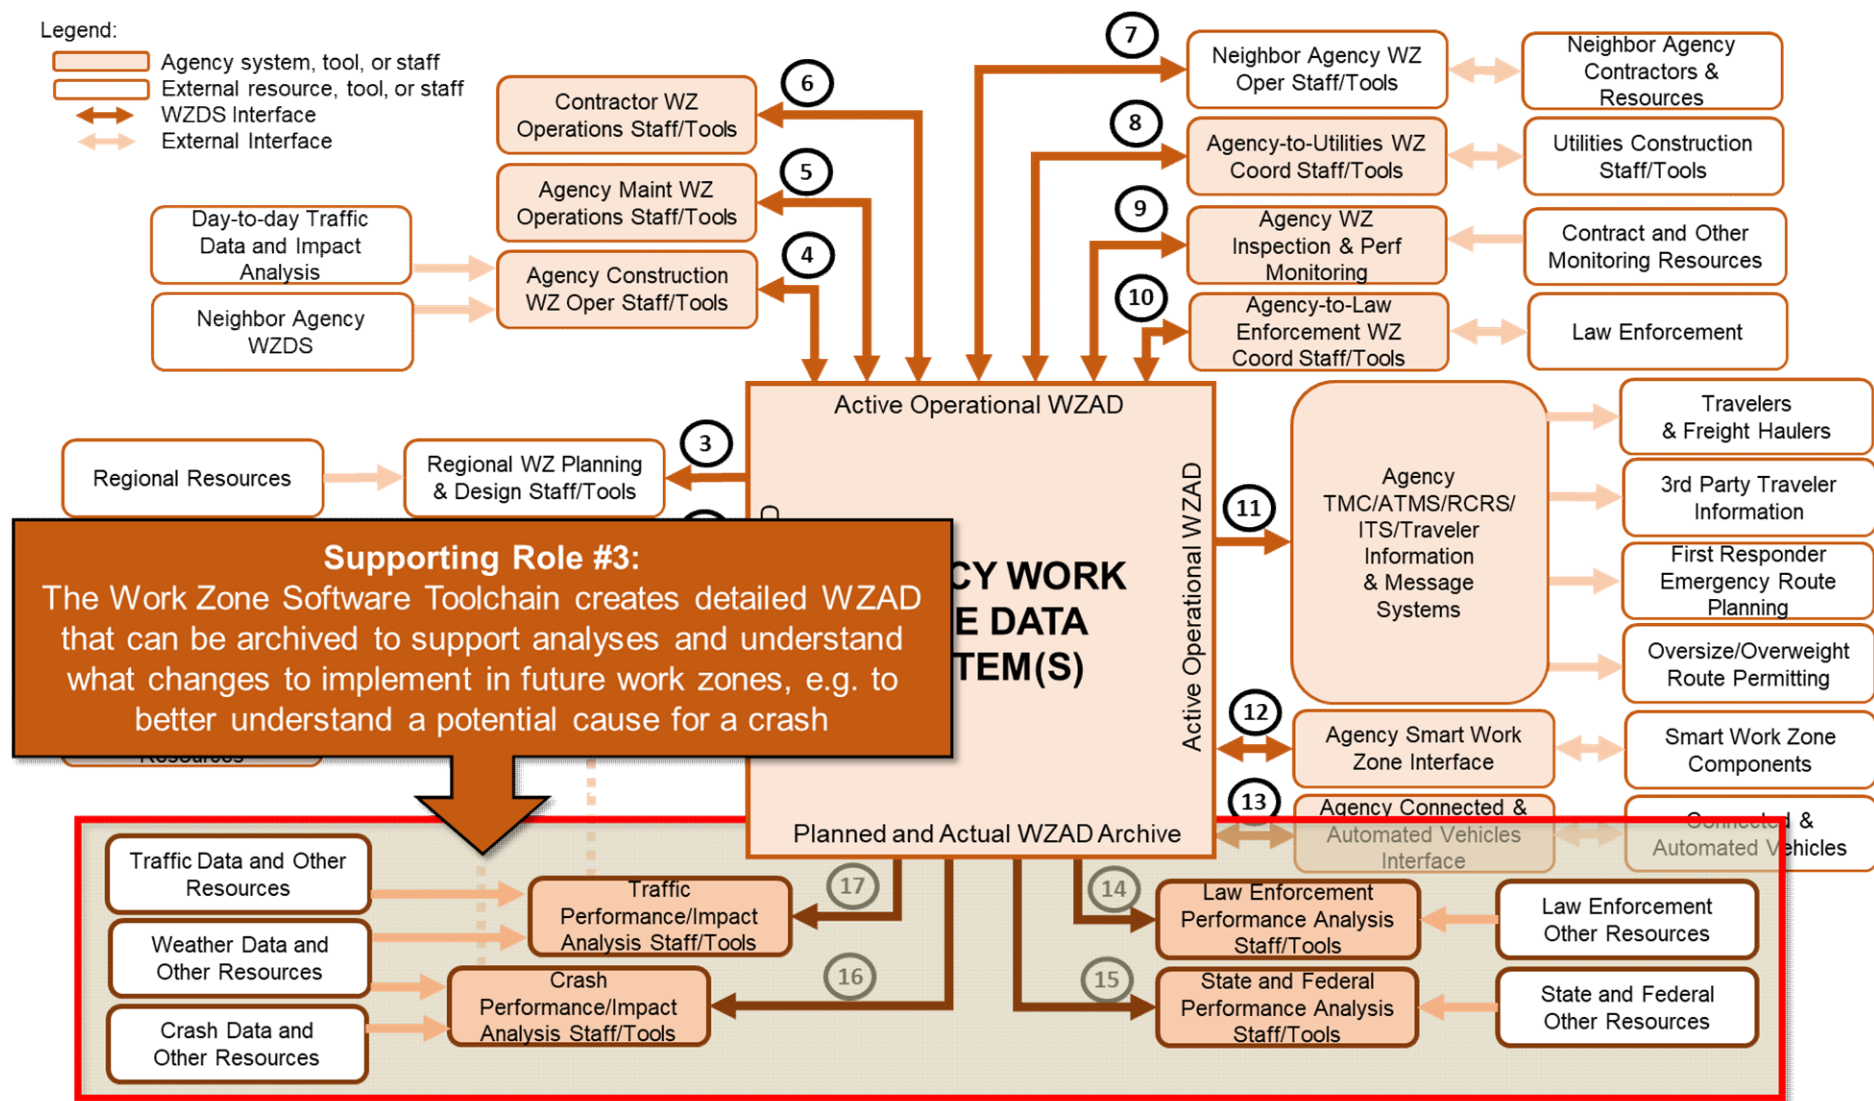 Legend:
Agency system, tool, or staff
External resource, tool, or staff
WZDS Interface
External Interface
6
Contractor WZ
Operations Staff/Tools
5
Agency Maint WZ
Operations Staff/Tools
4
Agency Construction
WZ Oper Staff/Tools
Day-to-day Traffic
Data and Impact
Analysis
Neighbor Agency
WZDS
7
Neighbor Agency WZ
Oper Staff/Tools
Neighbor Agency
Contractors &
Resources
8
Agency-to-Utilities WZ
Coord Staff/Tools
Utilities Construction
Staff/Tools
9
Agency WZ
Inspection & Perf
Monitoring
Contract and Other
Monitoring Resources
10
Agency-to-Law
Enforcement WZ
Coord Staff/Tools
Law Enforcement
Active Operational WZAD
3
Regional Resources
Regional WZ Planning
& Design Staff/Tools
Active Operational WZAD
CY WORK
E DATA
TEM(S)
11
Agency
TMC/ATMS/RCRS/
ITS/Traveler
Information
& Message
Systems
Travelers
& Freight Haulers
3rd Party Traveler
Information
First Responder
Emergency Route
Planning
Oversize/Overweight
Route Permitting
Supporting Role #3:
The Work Zone Software Toolchain creates detailed WZAD
that can be archived to support analyses and understand
what changes to implement in future work zones, e.g. to
better understand a potential cause for a crash
Resources
12
Agency Smart Work
Zone Interface
Smart Work Zone
Components
13
Agency Connected &
Automated Vehicles
Interface
Connected &
Automated Vehicles
Planned and Actual WZAD Archive
Traffic Data and Other
Resources
Weather Data and
Other Resources
Crash Data and
Other Resources
17
Traffic
Performance/Impact
Analysis Staff/Tools
16
Crash
Performance/Impact
Analysis Staff/Tools
14
Law Enforcement
Performance Analysis
Staff/Tools
Law Enforcement
Other Resources
15
State and Federal
Performance Analysis
Staff/Tools
State and Federal
Other Resources